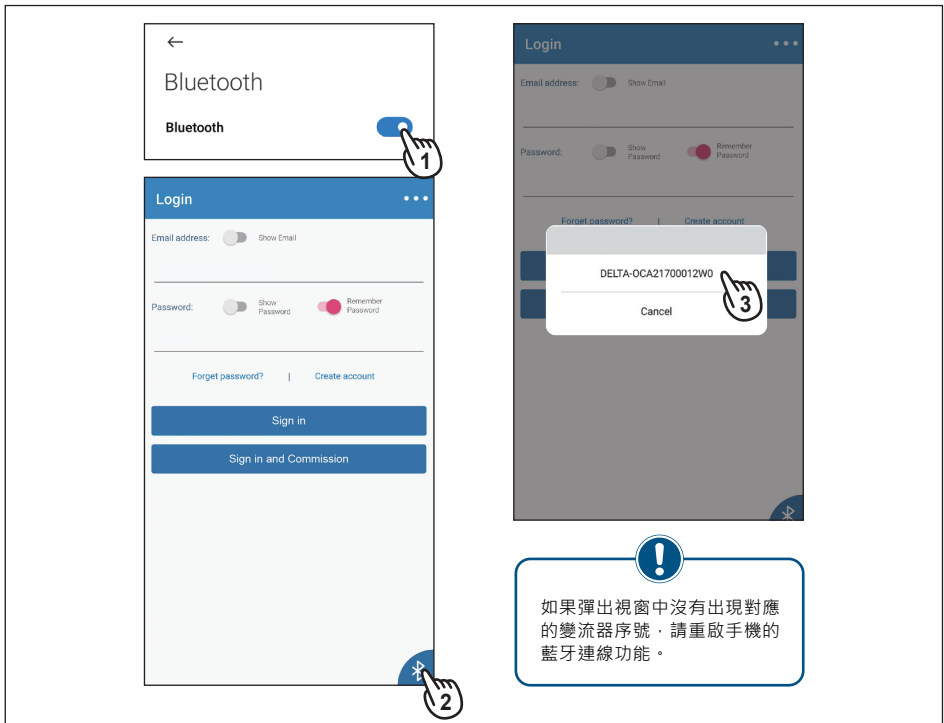 ←
Bluetooth
Bluetooth
1
Login
Email address: Show Email
Password: Show Password Remember Password
Forget password? | Create account
Sign in
Sign in and Commission
2
Login
Email address: Show Email
Password: Show Password Remember Password
Forget password? | Create account
DELTA-OCA21700012W0
Cancel
3
如果彈出視窗中沒有出現對應
的變流器序號，請重啟手機的
藍牙連線功能。